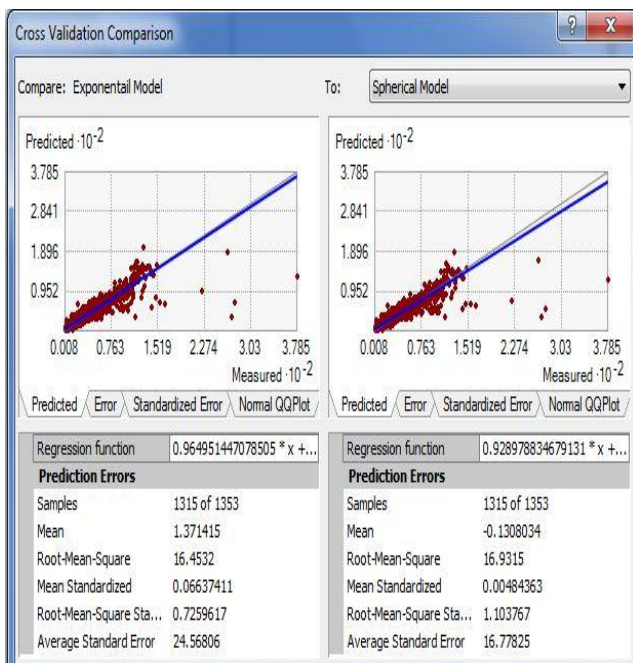 Cross Validation Comparison
Compare: Exponentail Model
To: Spherical Model
Predicted ·10-2
3.785
2.841
1.896
0.952
0.008 0.763 1.519 2.274 3.03 3.785
Measured ·10-2
Predicted Error Standardized Error Normal QQPlot
Regression function 0.964951447078505 * x +...
Prediction Errors
Samples 1315 of 1353
Mean 1.371415
Root-Mean-Square 16.4532
Mean Standardized 0.06637411
Root-Mean-Square Sta... 0.7259617
Average Standard Error 24.56806
Predicted ·10-2
3.785
2.841
1.896
0.952
0.008 0.763 1.519 2.274 3.03 3.785
Measured ·10-2
Predicted Error Standardized Error Normal QQPlot
Regression function 0.928978834679131 * x +...
Prediction Errors
Samples 1315 of 1353
Mean -0.1308034
Root-Mean-Square 16.9315
Mean Standardized 0.00484363
Root-Mean-Square Sta... 1.103767
Average Standard Error 16.77825